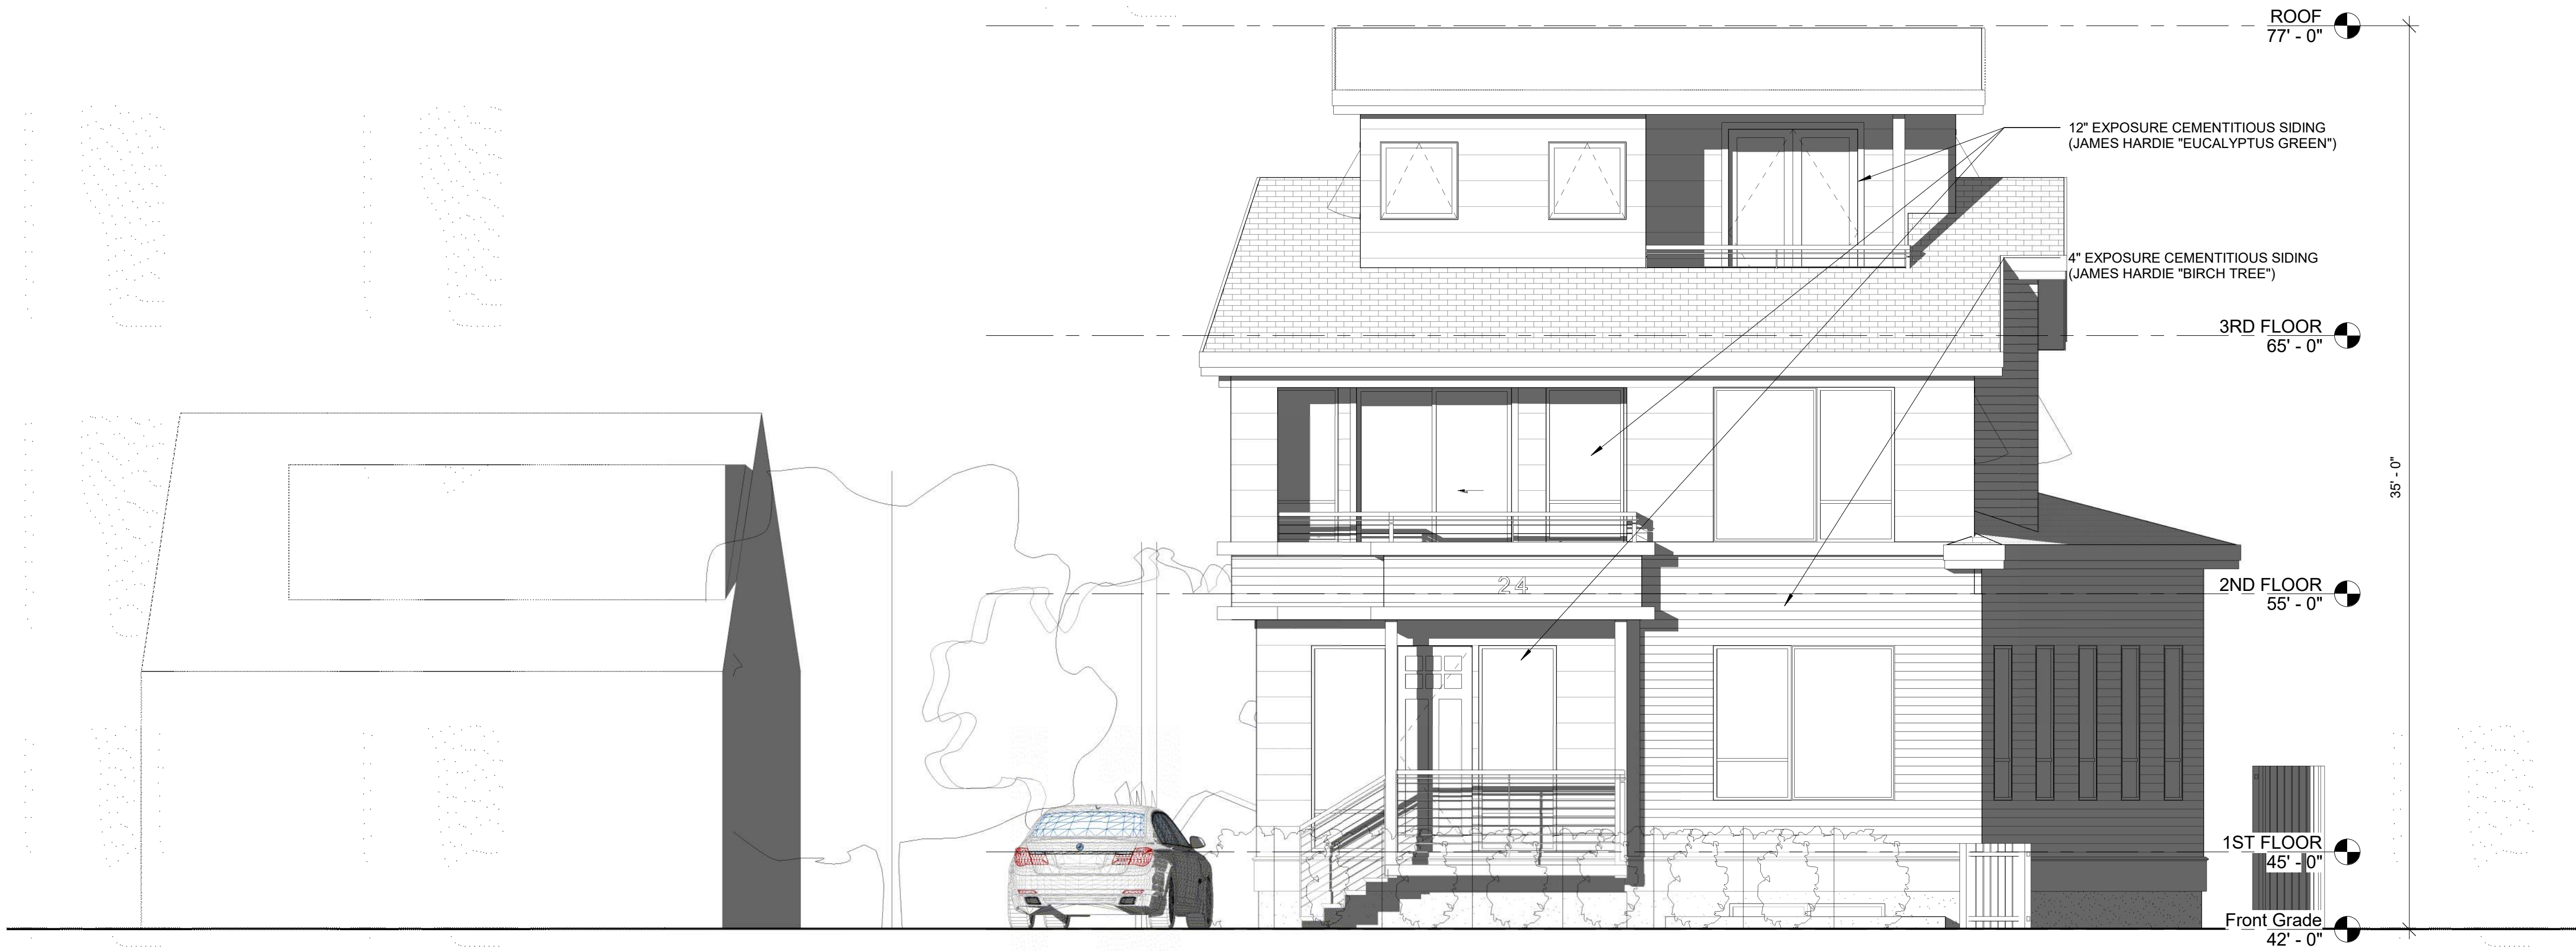 ROOF
77' - 0"
12" EXPOSURE CEMENTITIOUS SIDING
(JAMES HARDIE "EUCALYPTUS GREEN")
4" EXPOSURE CEMENTITIOUS SIDING
(JAMES HARDIE "BIRCH TREE")
3RD FLOOR
65' - 0"
35' - 0"
24
2ND FLOOR
55' - 0"
1ST FLOOR
45' - 0"
Front Grade
42' - 0"